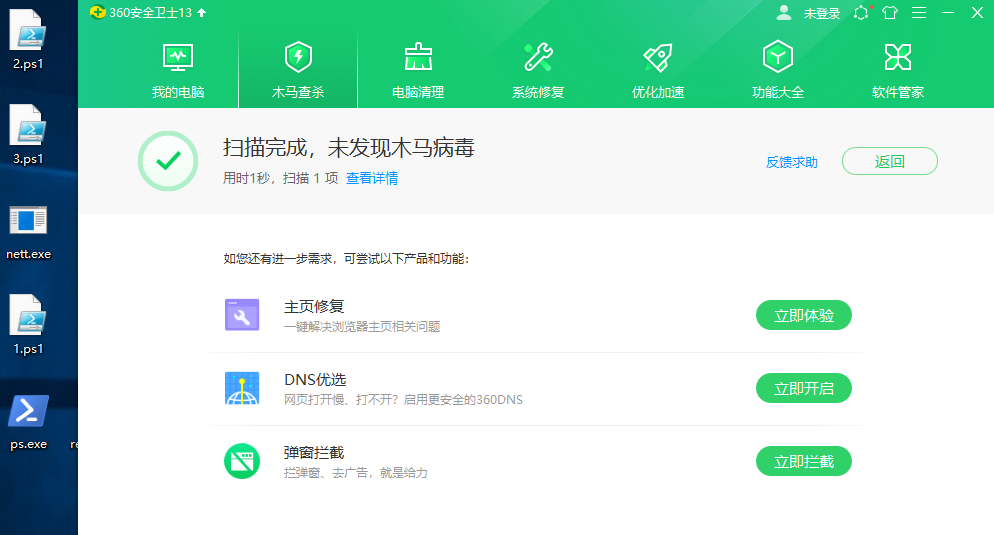 2.ps1
3.ps1
nett.exe
1.ps1
ps.exe
re
360安全卫士13
未登录
我的电脑
木马查杀
电脑清理
系统修复
优化加速
功能大全
软件管家
扫描完成，未发现木马病毒
用时1秒，扫描 1 项 查看详情
反馈求助
返回
如您还有进一步需求，可尝试以下产品和功能：
主页修复
一键解决浏览器主页相关问题
立即体验
DNS优选
网页打开慢、打不开？启用更安全的360DNS
立即开启
弹窗拦截
拦弹窗、去广告，就是给力
立即拦截